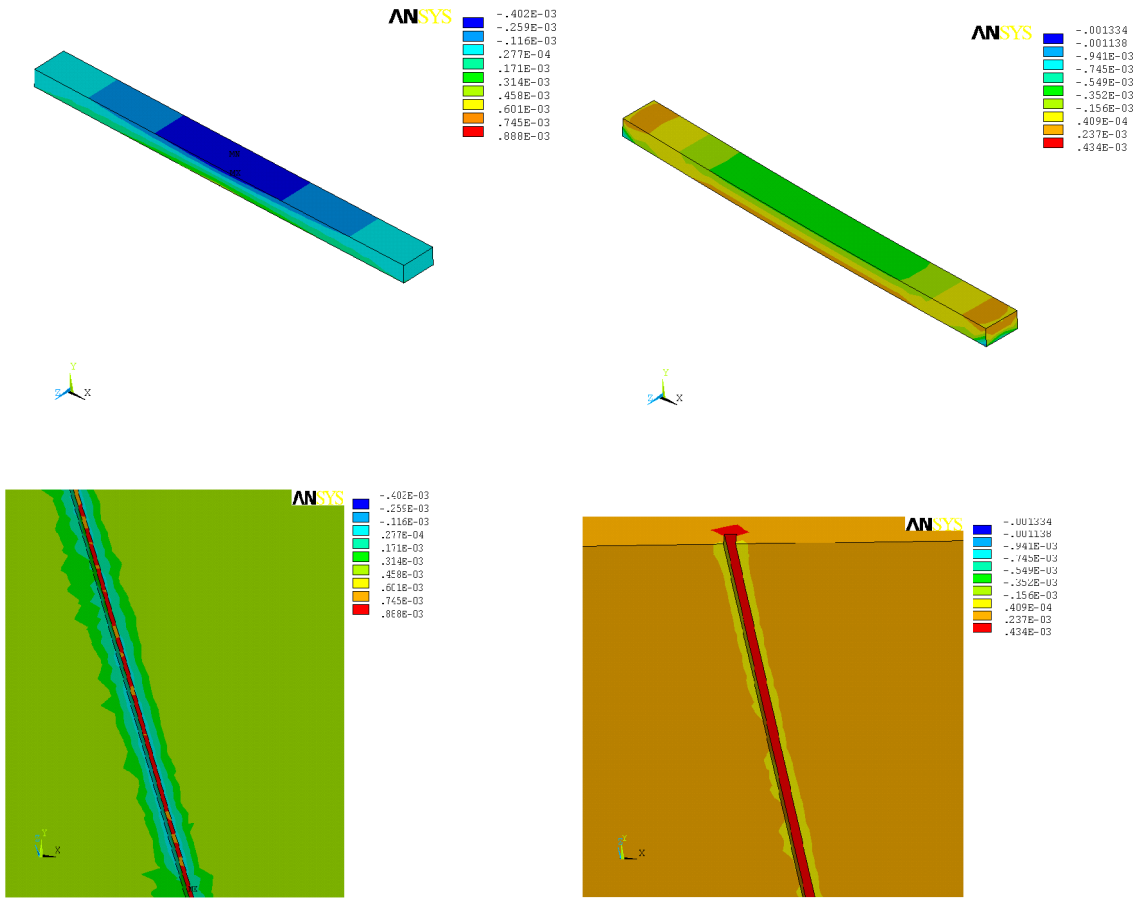 ANSYS
-.402E-03
-.259E-03
-.116E-03
.277E-04
.171E-03
.314E-03
.458E-03
.601E-03
.745E-03
.888E-03
Y
Z
X
ANSYS
-.001334
-.001138
-.941E-03
-.745E-03
-.549E-03
-.352E-03
-.156E-03
.409E-04
.237E-03
.434E-03
Y
Z
X
ANSYS
-.402E-03
-.259E-03
-.116E-03
.277E-04
.171E-03
.314E-03
.458E-03
.601E-03
.745E-03
.888E-03
Y
X
ANSYS
-.001334
-.001138
-.941E-03
-.745E-03
-.549E-03
-.352E-03
-.156E-03
.409E-04
.237E-03
.434E-03
Y
X